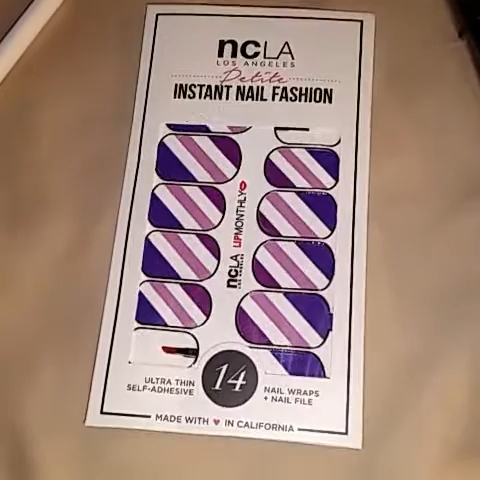 ncLA
LOS ANGELES
Petite
INSTANT NAIL FASHION
ncLA LIPMONTHLY
LOS ANGELES
14
ULTRA THIN
SELF-ADHESIVE
NAIL WRAPS
+ NAIL FILE
MADE WITH ♥ IN CALIFORNIA